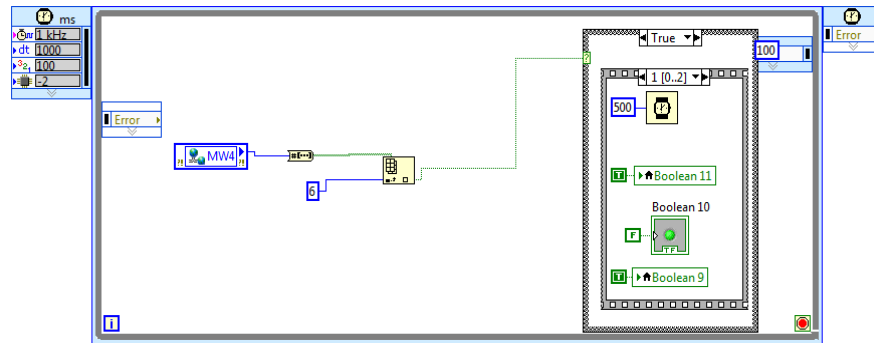 ms
1 kHz
dt 1000
100
-2
Error
MW4
6
True
1 [0..2]
500
T
Boolean 11
Boolean 10
F
TF
T
Boolean 9
100
Error
i